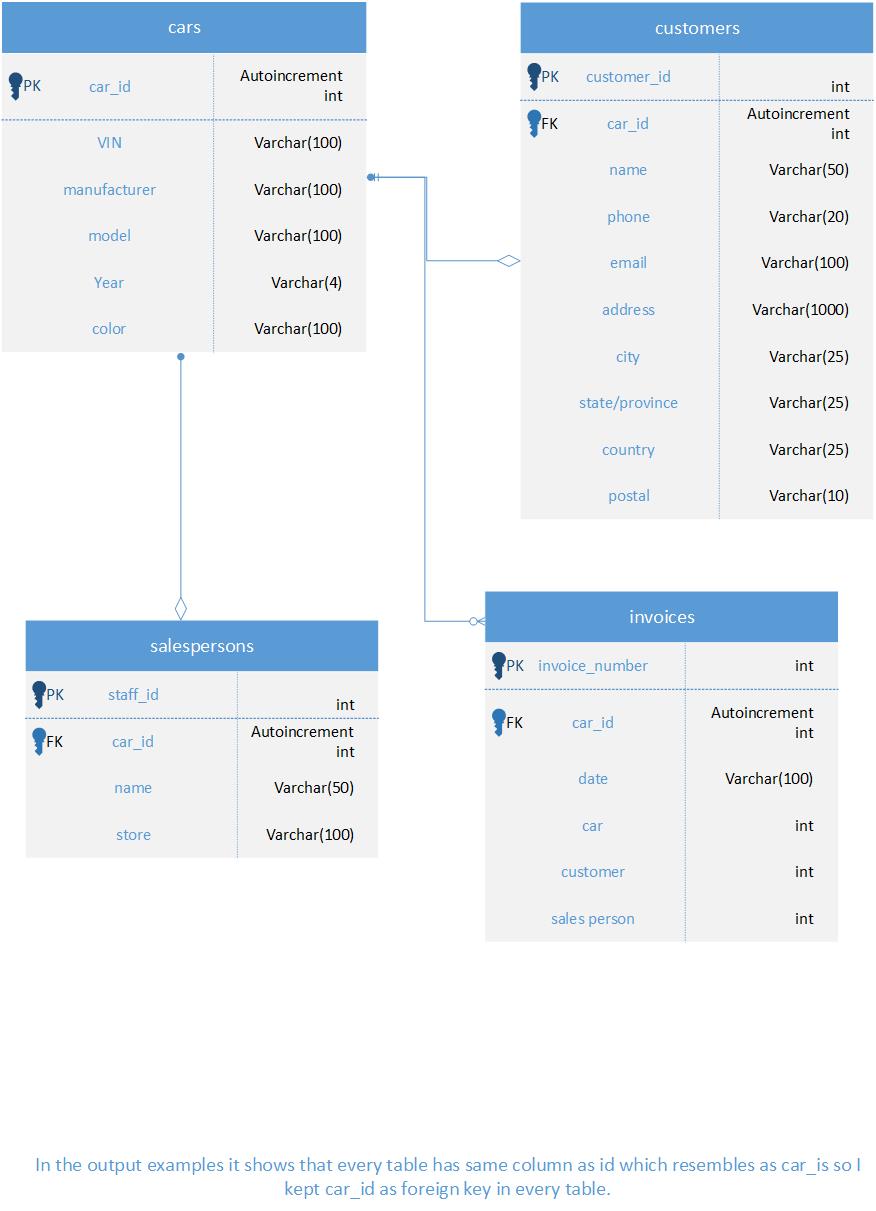 cars
PK car_id Autoincrement
int
VIN Varchar(100)
manufacturer Varchar(100)
model Varchar(100)
Year Varchar(4)
color Varchar(100)
customers
PK customer_id int
FK car_id Autoincrement
int
name Varchar(50)
phone Varchar(20)
email Varchar(100)
address Varchar(1000)
city Varchar(25)
state/province Varchar(25)
country Varchar(25)
postal Varchar(10)
salespersons
PK staff_id int
FK car_id Autoincrement
int
name Varchar(50)
store Varchar(100)
invoices
PK invoice_number int
FK car_id Autoincrement
int
date Varchar(100)
car int
customer int
sales person int
In the output examples it shows that every table has same column as id which resembles as car_is so I
kept car_id as foreign key in every table.